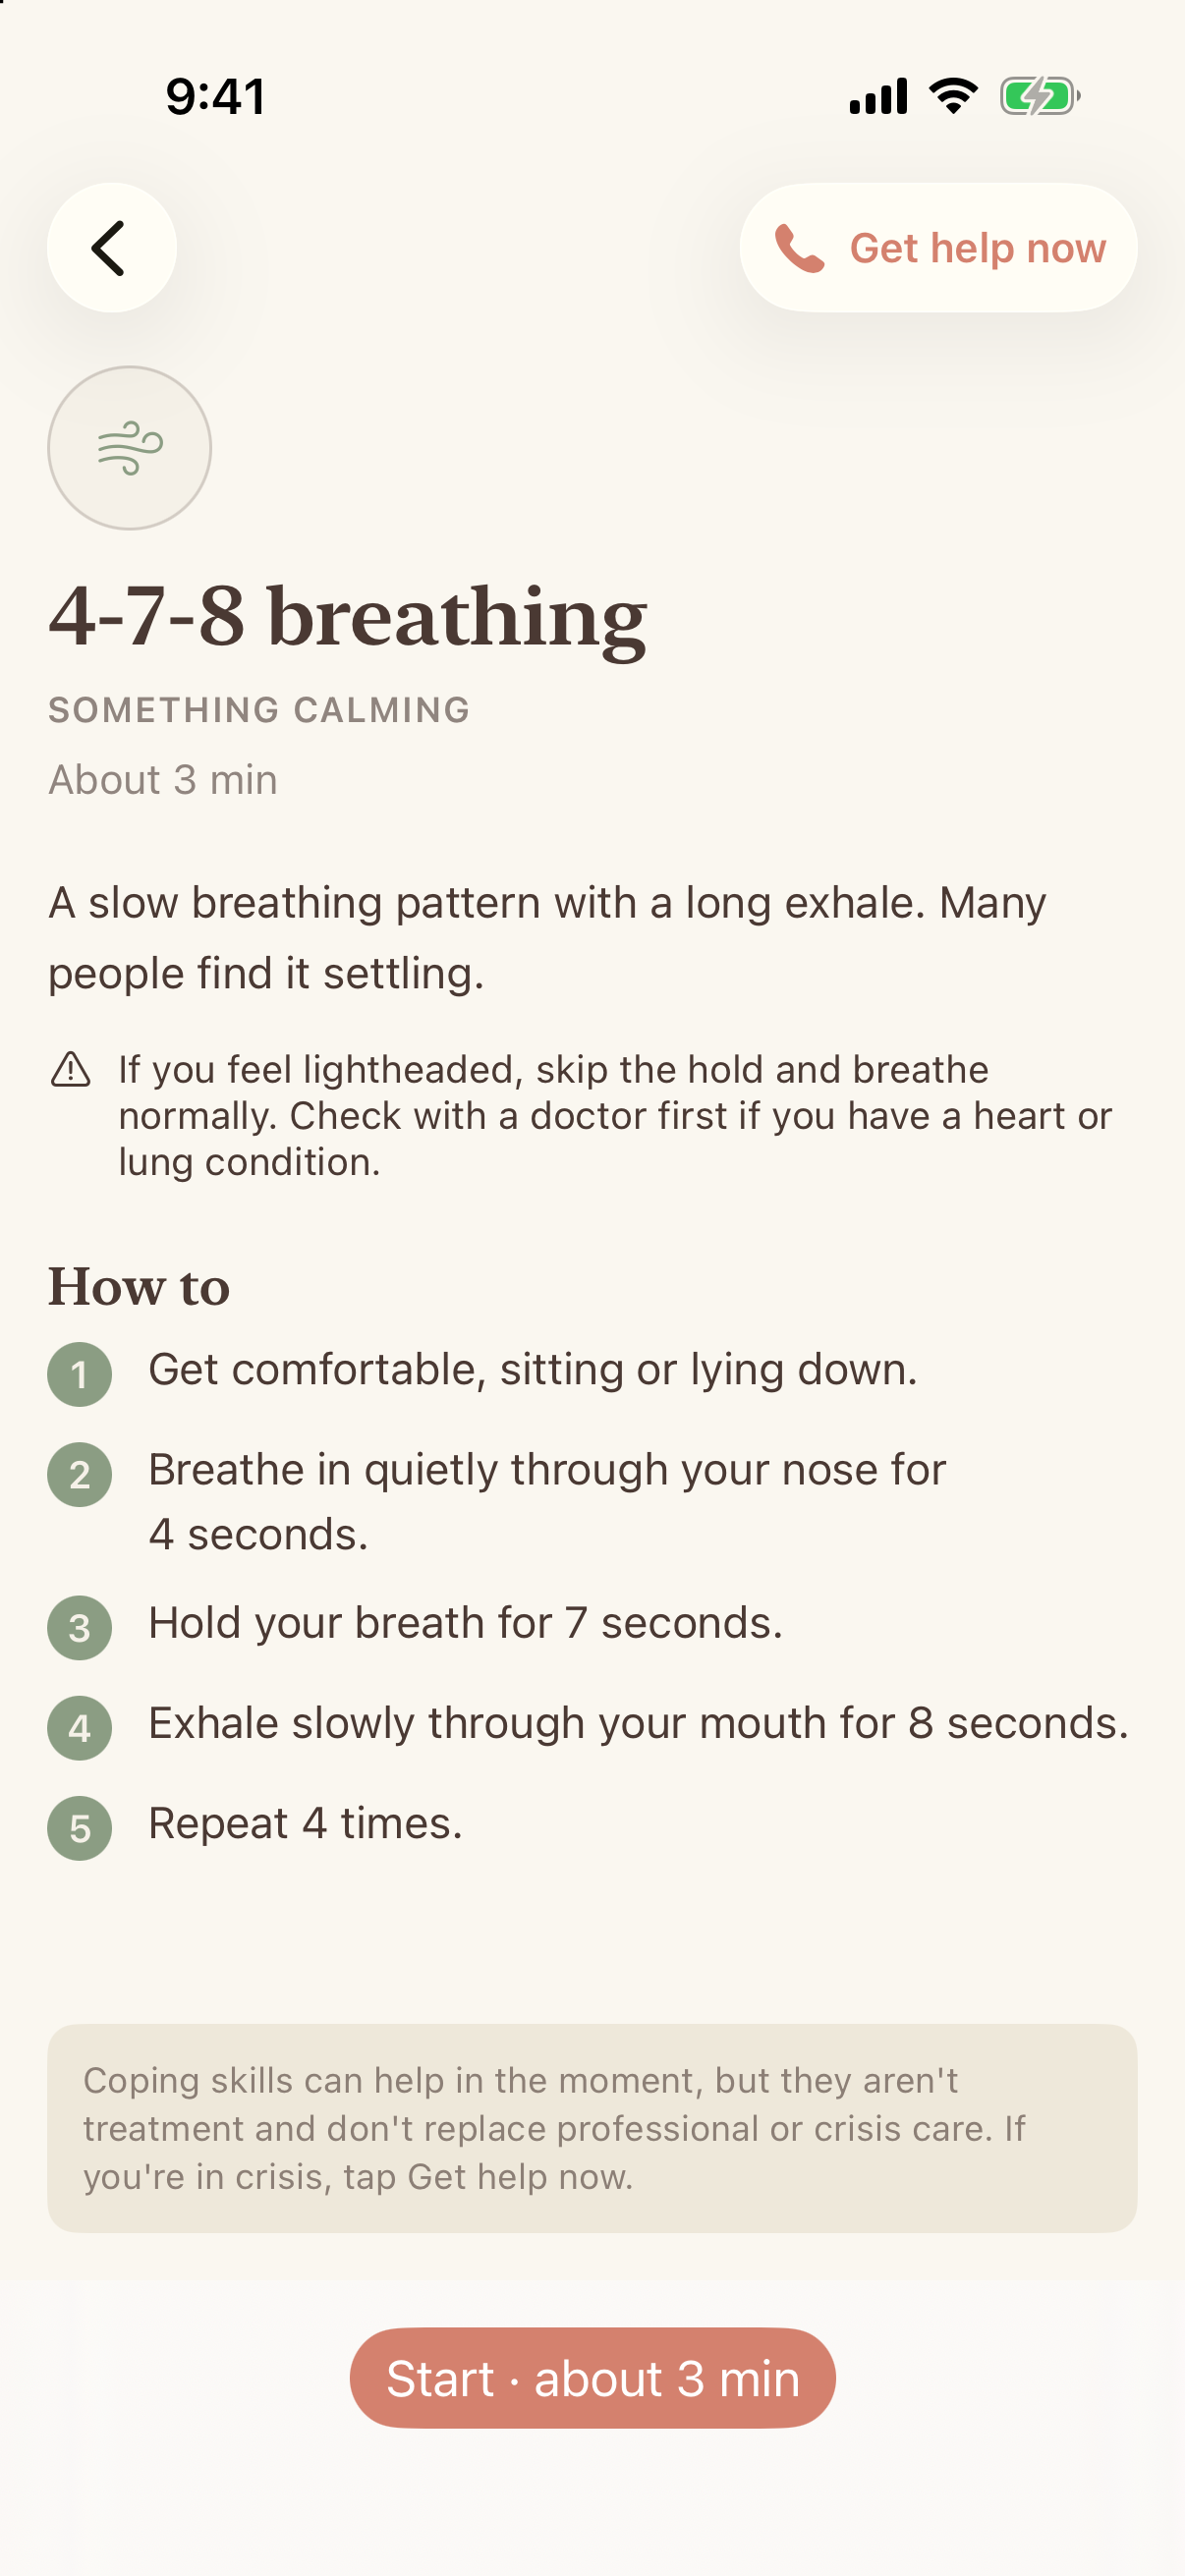 9:41
Get help now
4-7-8 breathing
SOMETHING CALMING
About 3 min
A slow breathing pattern with a long exhale. Many
people find it settling.
If you feel lightheaded, skip the hold and breathe
normally. Check with a doctor first if you have a heart or
lung condition.
How to
1 Get comfortable, sitting or lying down.
2 Breathe in quietly through your nose for
4 seconds.
3 Hold your breath for 7 seconds.
4 Exhale slowly through your mouth for 8 seconds.
5 Repeat 4 times.
Coping skills can help in the moment, but they aren't
treatment and don't replace professional or crisis care. If
you're in crisis, tap Get help now.
Start · about 3 min